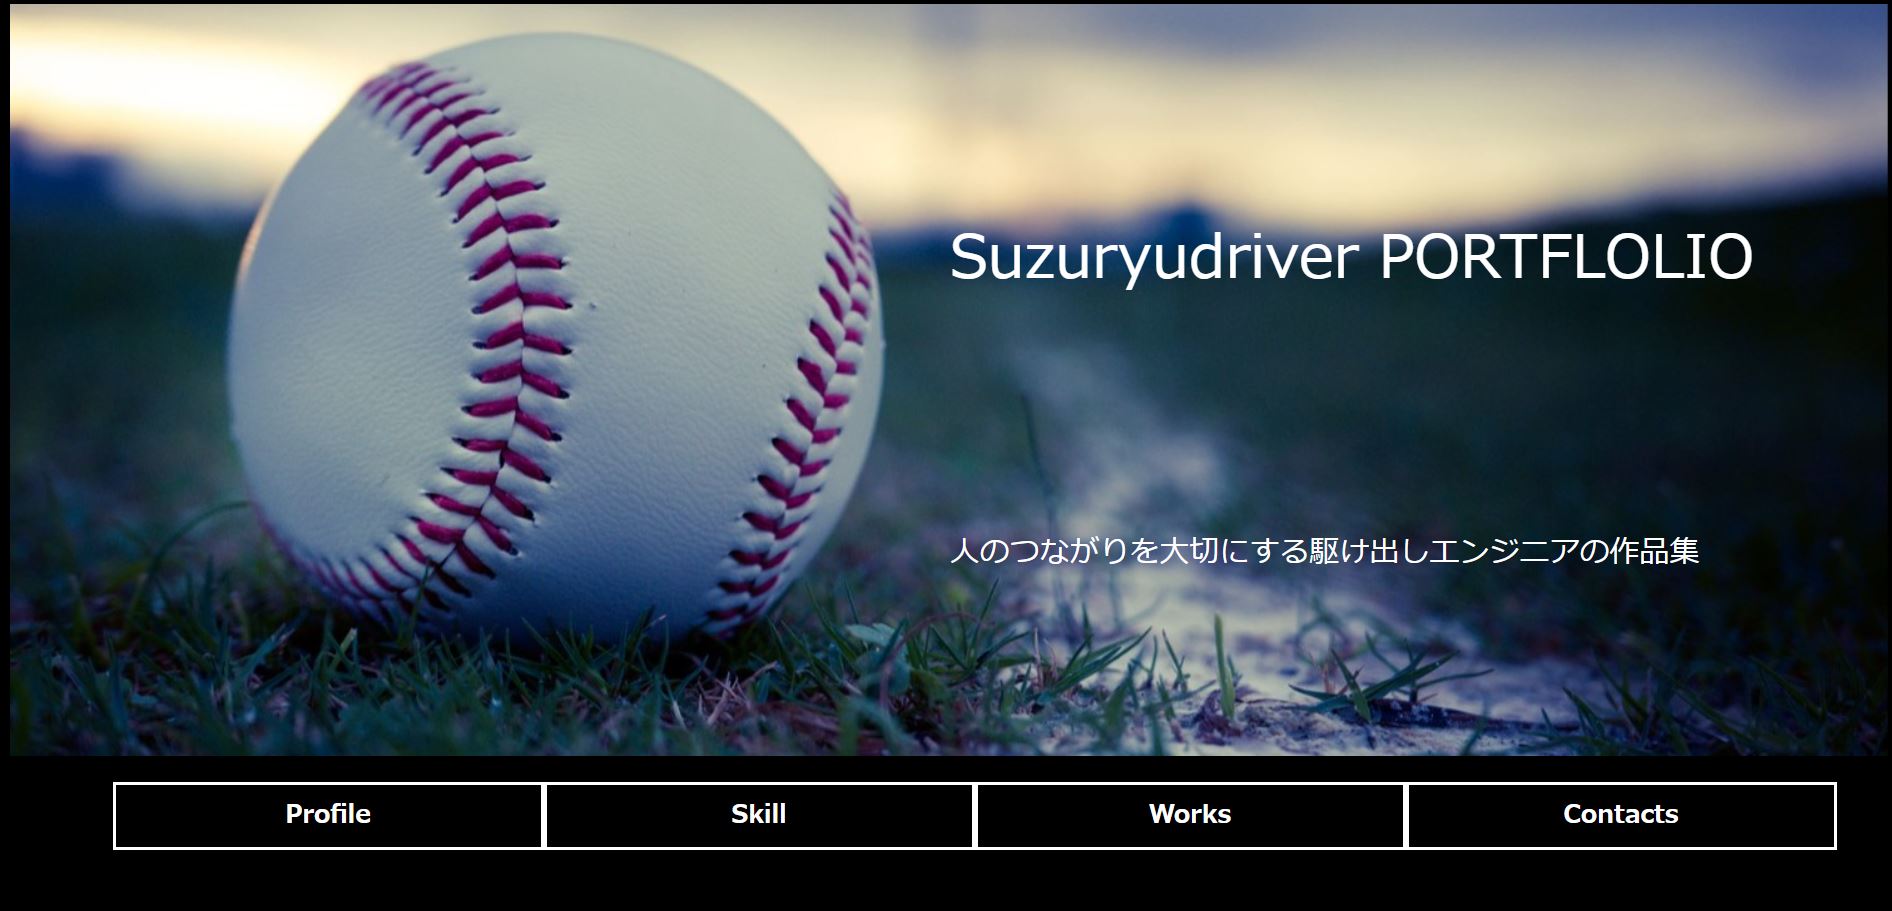 Suzuryudriver PORTFLOLIO
人のつながりを大切にする駆け出しエンジニアの作品集
Profile
Skill
Works
Contacts